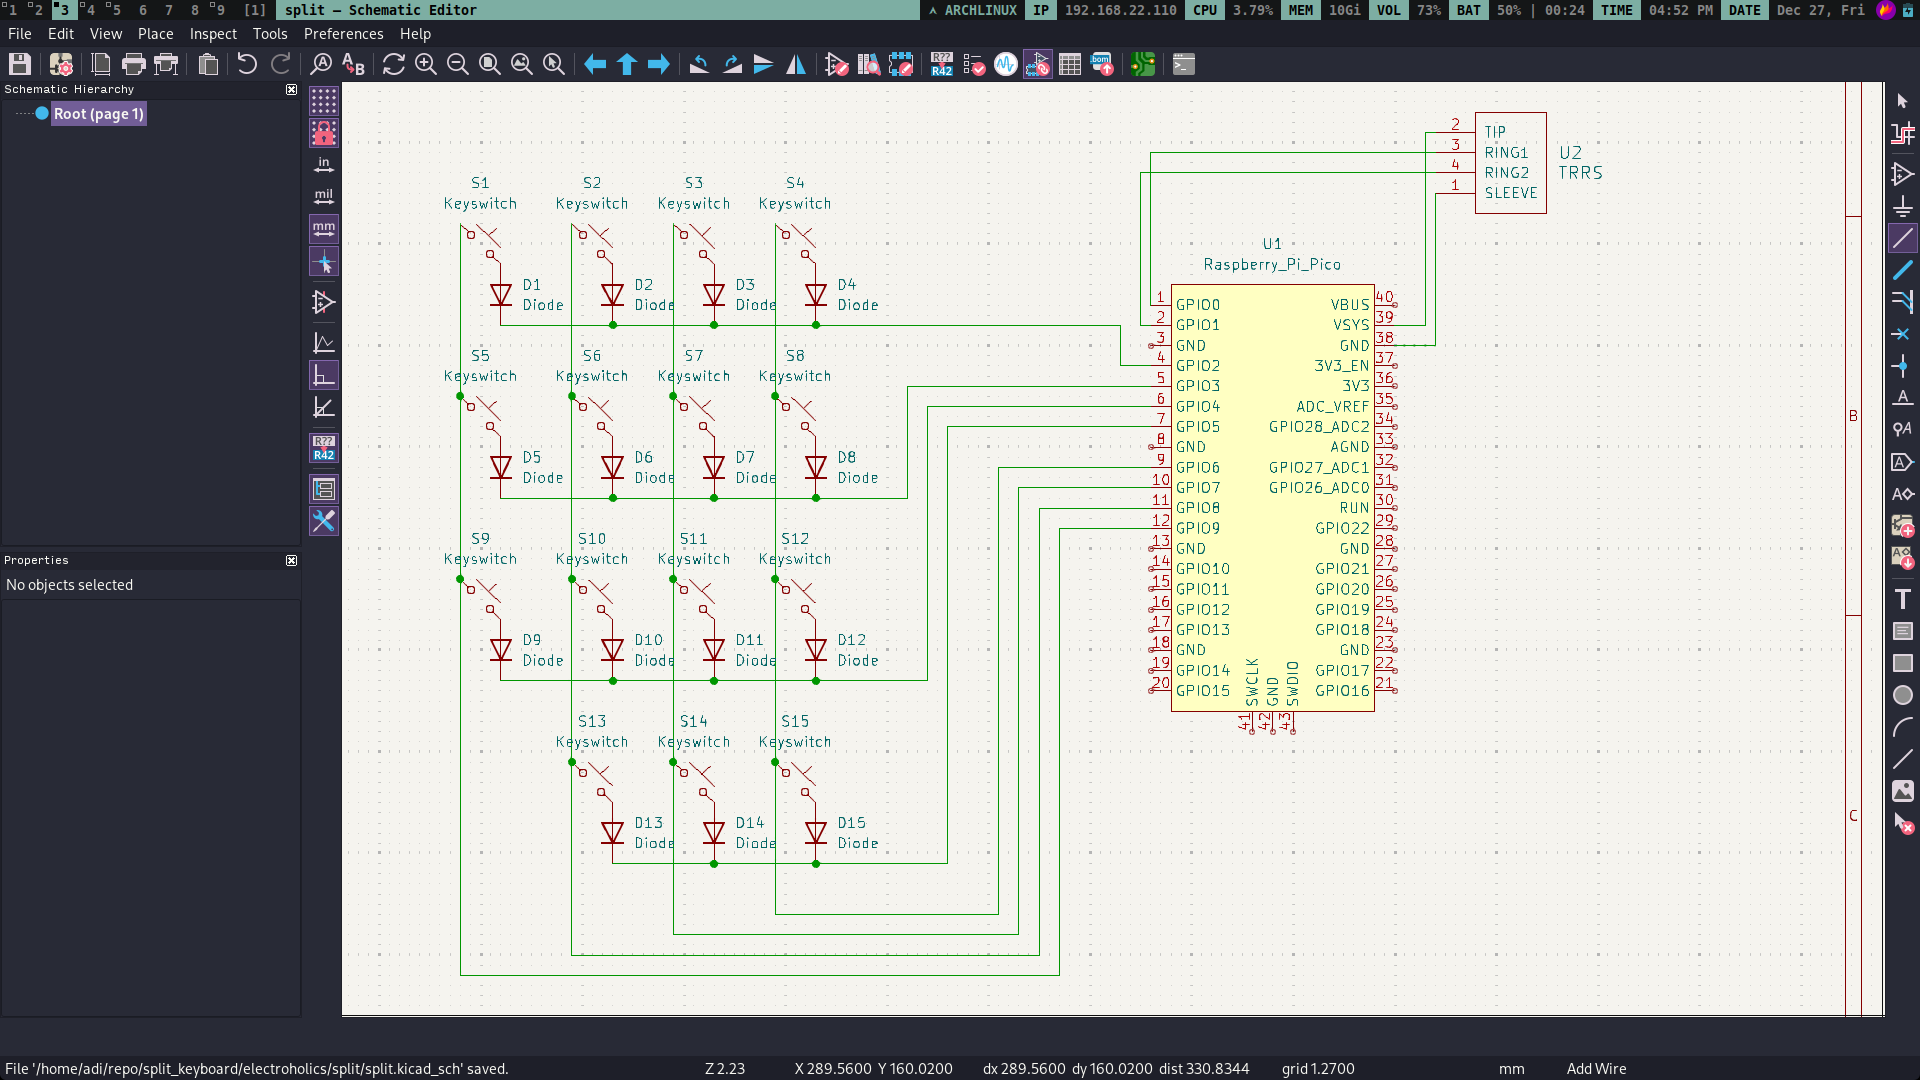 1 2 3 4 5 6 7 8 9 [1] split — Schematic Editor ARCHLINUX IP 192.168.22.110 CPU 3.79% MEM 10Gi VOL 73% BAT 50% | 00:24 TIME 04:52 PM DATE Dec 27, Fri
File Edit View Place Inspect Tools Preferences Help
R?? R42 .bom
Schematic Hierarchy
Root (page 1)
in
mil
mm
R??
R42
Properties
No objects selected
2 TIP
3 RING1
4 RING2
1 SLEEVE
U2
TRRS
S1 S2 S3 S4
Keyswitch Keyswitch Keyswitch Keyswitch
D1 D2 D3 D4
Diode Diode Diode Diode
S5 S6 S7 S8
Keyswitch Keyswitch Keyswitch Keyswitch
D5 D6 D7 D8
Diode Diode Diode Diode
S9 S10 S11 S12
Keyswitch Keyswitch Keyswitch Keyswitch
D9 D10 D11 D12
Diode Diode Diode Diode
S13 S14 S15
Keyswitch Keyswitch Keyswitch
D13 D14 D15
Diode Diode Diode
U1
Raspberry_Pi_Pico
1 GPIO0 VBUS 40
2 GPIO1 VSYS 39
3 GND GND 38
4 GPIO2 3V3_EN 37
5 GPIO3 3V3 36
6 GPIO4 ADC_VREF 35
7 GPIO5 GPIO28_ADC2 34
8 GND AGND 33
9 GPIO6 GPIO27_ADC1 32
10 GPIO7 GPIO26_ADC0 31
11 GPIO8 RUN 30
12 GPIO9 GPIO22 29
13 GND GND 28
14 GPIO10 GPIO21 27
15 GPIO11 GPIO20 26
16 GPIO12 GPIO19 25
17 GPIO13 GPIO18 24
18 GND GND 23
19 GPIO14 GPIO17 22
20 GPIO15 GPIO16 21
SWCLK GND SWDIO
41 42 43
B
C
File '/home/adi/repo/split_keyboard/electroholics/split/split.kicad_sch' saved. Z 2.23 X 289.5600 Y 160.0200 dx 289.5600 dy 160.0200 dist 330.8344 grid 1.2700 mm Add Wire